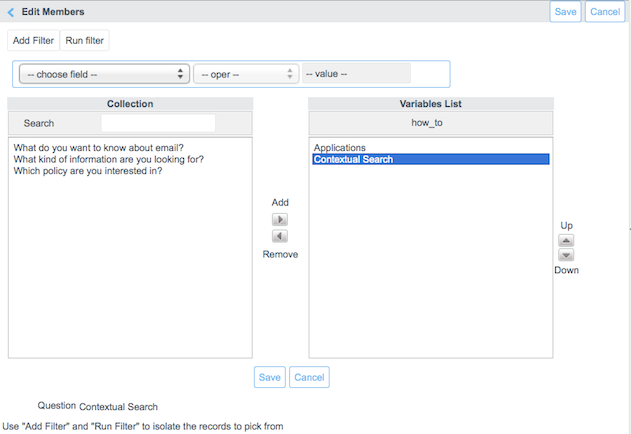 Edit Members
Save
Cancel
Add Filter
Run filter
-- choose field --
-- oper --
-- value --
Collection
Search
What do you want to know about email?
What kind of information are you looking for?
Which policy are you interested in?
Add
Remove
Variables List
how_to
Applications
Contextual Search
Up
Down
Save
Cancel
Question Contextual Search
Use "Add Filter" and "Run Filter" to isolate the records to pick from